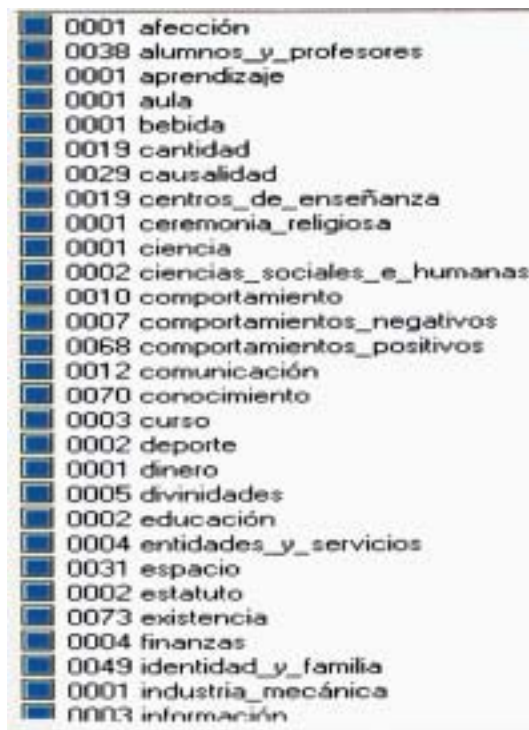 0001 afección
0038 alumnos_y_profesores
0001 aprendizaje
0001 aula
0001 bebida
0019 cantidad
0029 causalidad
0019 centros_de_enseñanza
0001 ceremonia_religiosa
0001 ciencia
0002 ciencias_sociales_e_humanas
0010 comportamiento
0007 comportamientos_negativos
0068 comportamientos_positivos
0012 comunicación
0070 conocimiento
0003 curso
0002 deporte
0001 dinero
0005 divinidades
0002 educación
0004 entidades_y_servicios
0031 espacio
0002 estatuto
0073 existencia
0004 finanzas
0049 identidad_y_familia
0001 industria_mecánica
0003 información